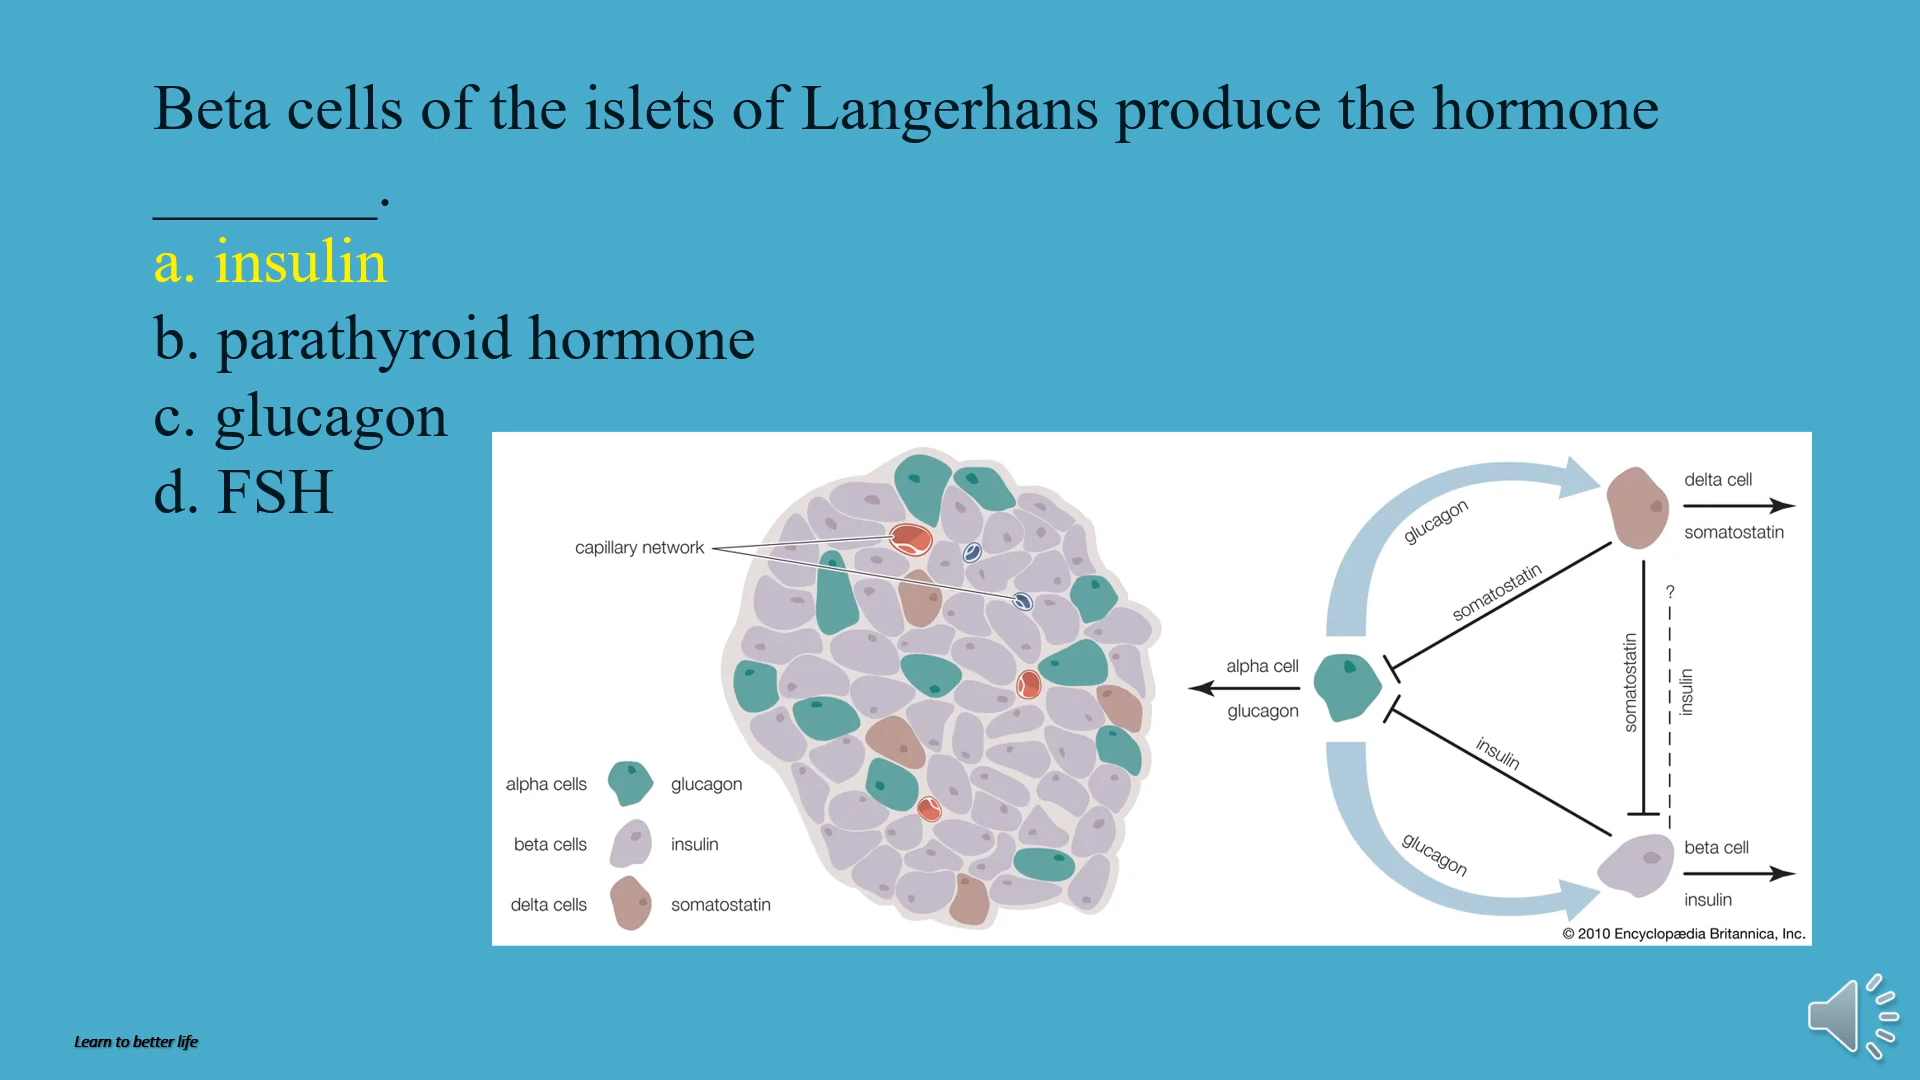 Beta cells of the islets of Langerhans produce the hormone
_______.
a. insulin
b. parathyroid hormone
c. glucagon
d. FSH
capillary network
alpha cells glucagon
beta cells insulin
delta cells somatostatin
glucagon
delta cell
somatostatin
somatostatin
?
alpha cell
glucagon
somatostatin
insulin
insulin
glucagon
beta cell
insulin
© 2010 Encyclopædia Britannica, Inc.
Learn to better life